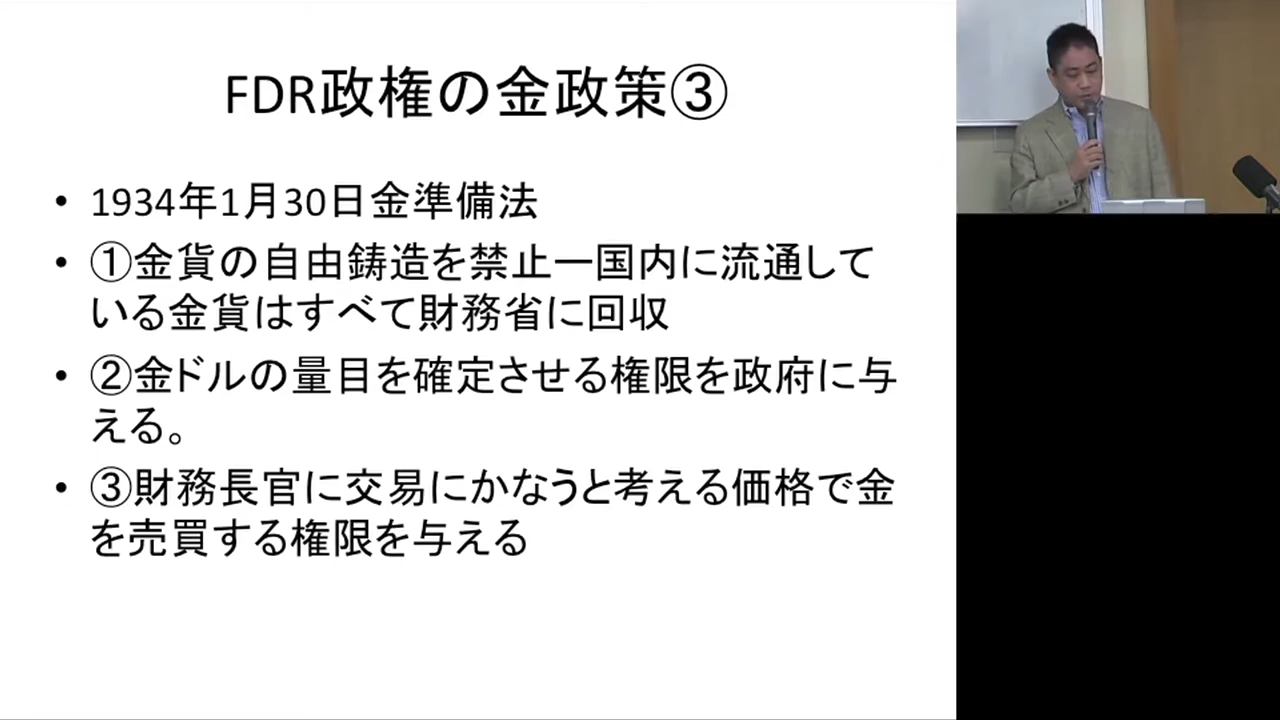 FDR政権の金政策③
• 1934年1月30日金準備法
• ①金貨の自由鋳造を禁止―国内に流通して
いる金貨はすべて財務省に回収
• ②金ドルの量目を確定させる権限を政府に与
える。
• ③財務長官に交易にかなうと考える価格で金
を売買する権限を与える